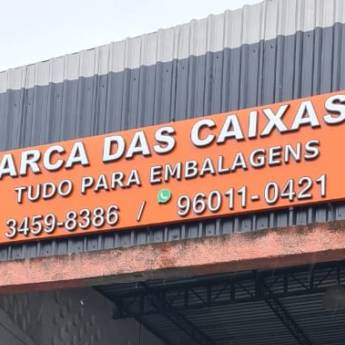 ARCA DAS CAIXAS
TUDO PARA EMBALAGENS
3459-8386 / 96011-0421